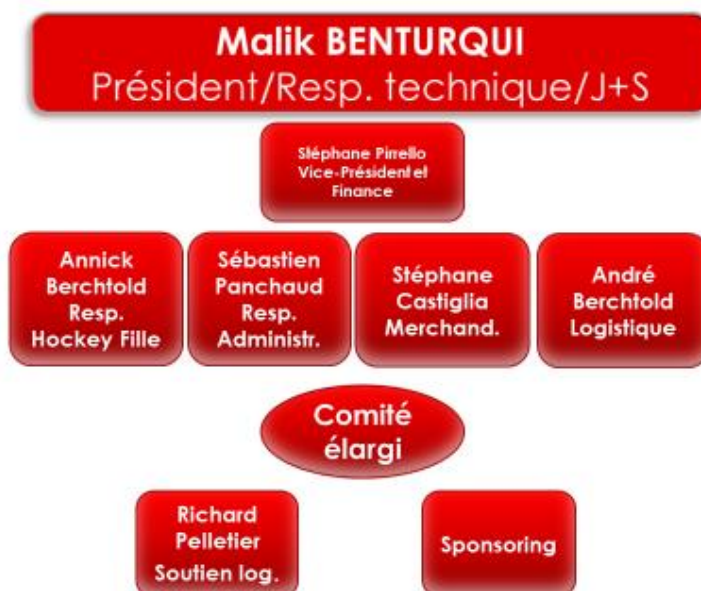 Malik BENTURQUI
Président/Resp. technique/J+S
Stéphane Pirrello
Vice-Président et
Finance
Annick
Berchtold
Resp.
Hockey Fille
Sébastien
Panchaud
Resp.
Administr.
Stéphane
Castiglia
Merchand.
André
Berchtold
Logistique
Comité
élargi
Richard
Pelletier
Soutien log.
Sponsoring